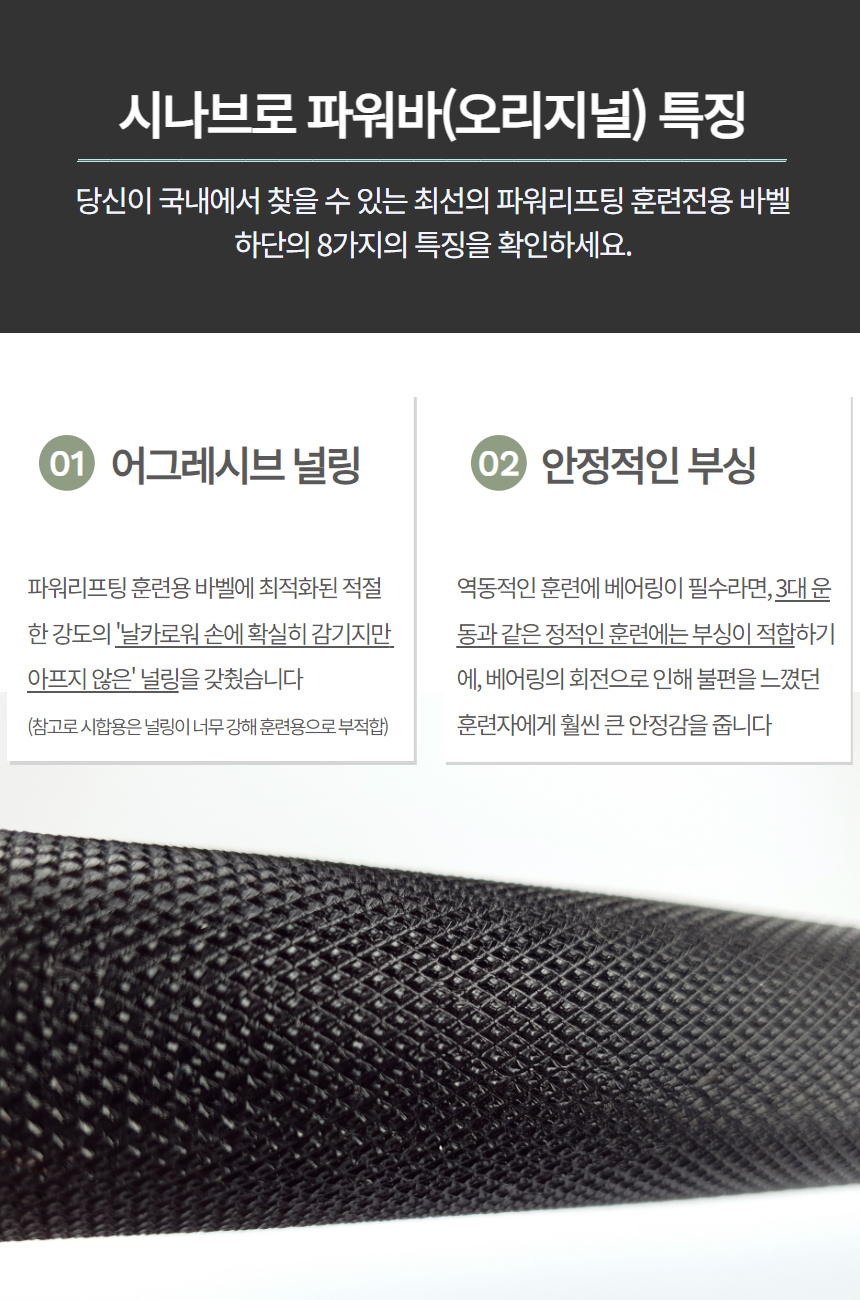 시나브로 파워바(오리지널) 특징
당신이 국내에서 찾을 수 있는 최선의 파워리프팅 훈련전용 바벨
하단의 8가지의 특징을 확인하세요.
01 어그레시브 널링
파워리프팅 훈련용 바벨에 최적화된 적절
한 강도의 '날카로워 손에 확실히 감기지만
아프지 않은' 널링을 갖췄습니다
(참고로 시합용은 널링이 너무 강해 훈련용으로 부적합)
02 안정적인 부싱
역동적인 훈련에 베어링이 필수라면, 3대 운
동과 같은 정적인 훈련에는 부싱이 적합하기
에, 베어링의 회전으로 인해 불편을 느꼈던
훈련자에게 훨씬 큰 안정감을 줍니다